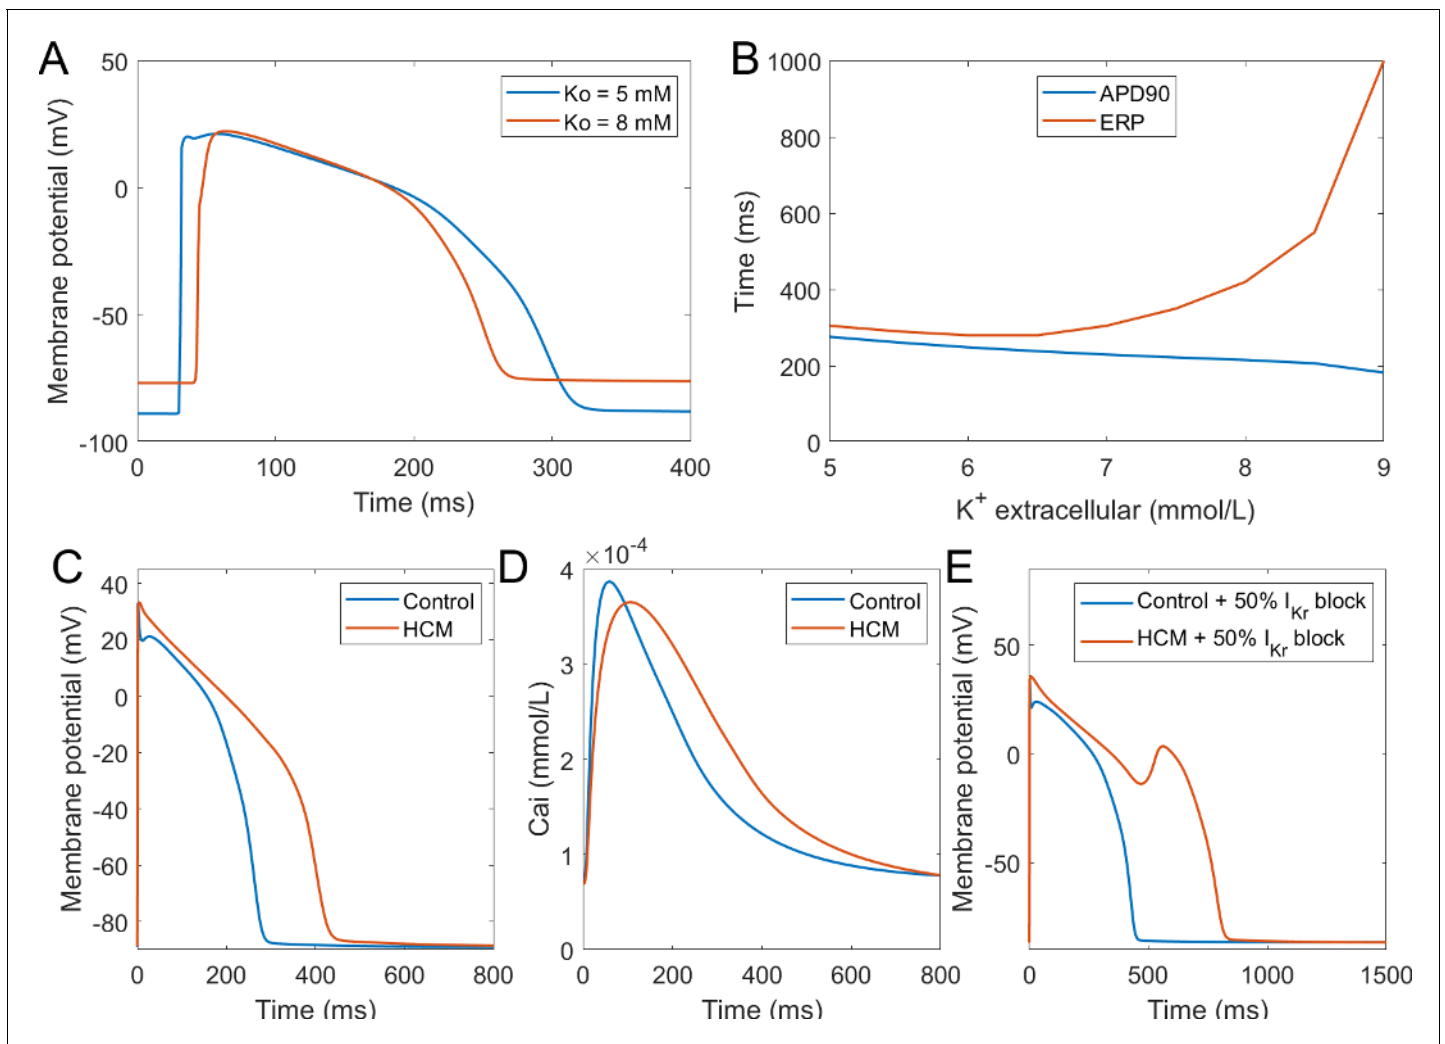 A
50
0
-50
-100
Membrane potential (mV)
Ko = 5 mM
Ko = 8 mM
0
100
200
300
400
Time (ms)
B
1000
800
600
400
200
0
Time (ms)
APD90
ERP
5
6
7
8
9
K⁺ extracellular (mmol/L)
C
40
20
0
-20
-40
-60
-80
Membrane potential (mV)
Control
HCM
0
200
400
600
800
Time (ms)
D
×10⁻⁴
4
3
2
1
0
Cai (mmol/L)
Control
HCM
0
200
400
600
800
Time (ms)
E
50
0
-50
Membrane potential (mV)
Control + 50% I_Kr block
HCM + 50% I_Kr block
0
500
1000
1500
Time (ms)